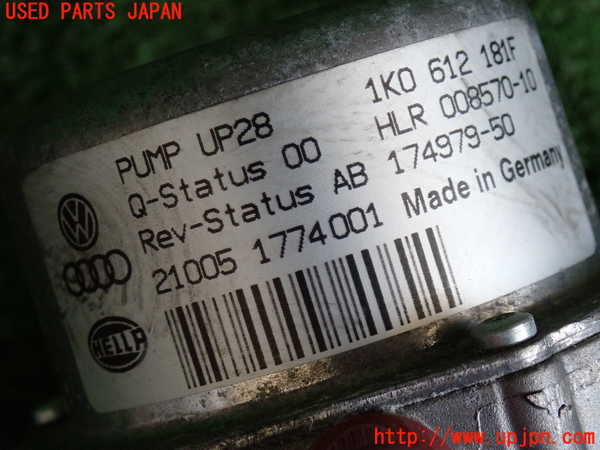 USED PARTS JAPAN
PUMP UP28 1K0 612 181F
Q-Status 00 HLR 008570-10
Rev-Status AB 174979-50
21005 1774001 Made in Germany
HELLA
http://www.upjpn.com